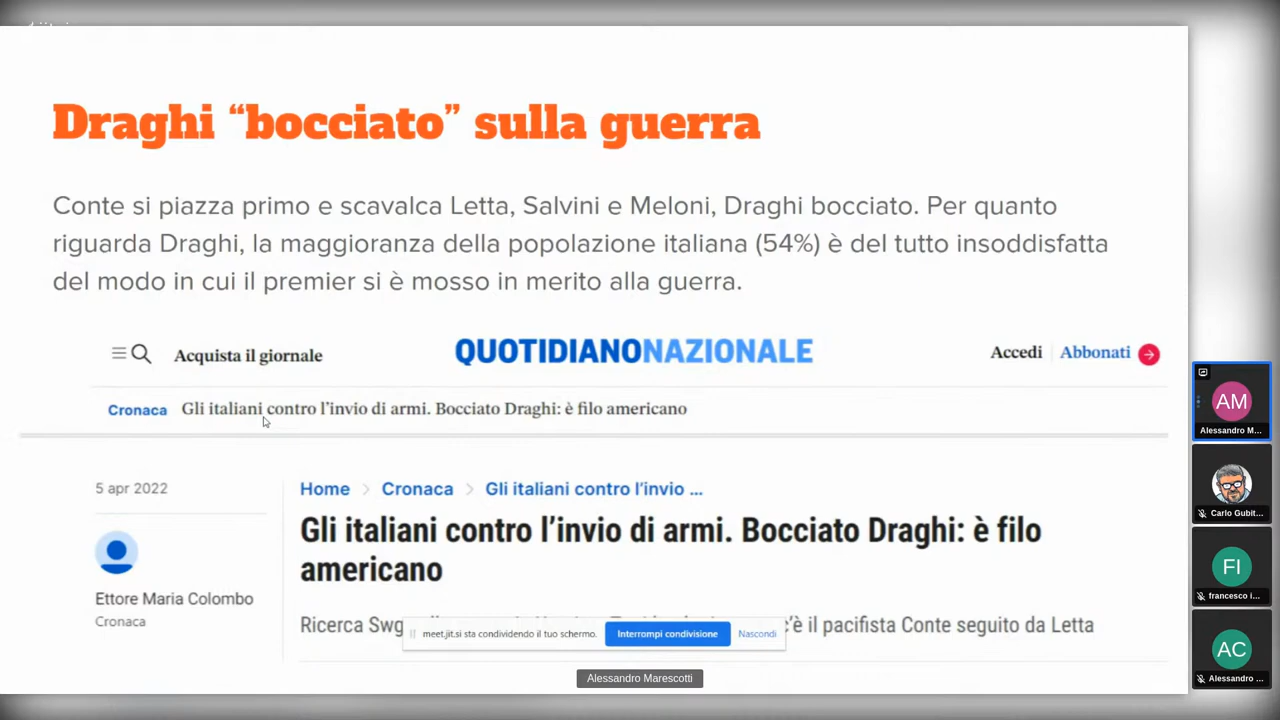 Draghi “bocciato” sulla guerra
Conte si piazza primo e scavalca Letta, Salvini e Meloni, Draghi bocciato. Per quanto
riguarda Draghi, la maggioranza della popolazione italiana (54%) è del tutto insoddisfatta
del modo in cui il premier si è mosso in merito alla guerra.
Acquista il giornale
QUOTIDIANONAZIONALE
Accedi
Abbonati
Cronaca Gli italiani contro l’invio di armi. Bocciato Draghi: è filo americano
5 apr 2022
Home > Cronaca > Gli italiani contro l’invio ...
Gli italiani contro l’invio di armi. Bocciato Draghi: è filo
americano
Ettore Maria Colombo
Cronaca
Ricerca Swg
c’è il pacifista Conte seguito da Letta
meet.jit.si sta condividendo il tuo schermo.
Interrompi condivisione
Nascondi
Alessandro Marescotti
AM
Alessandro M...
Carlo Gubit...
FI
francesco i...
AC
Alessandro ...